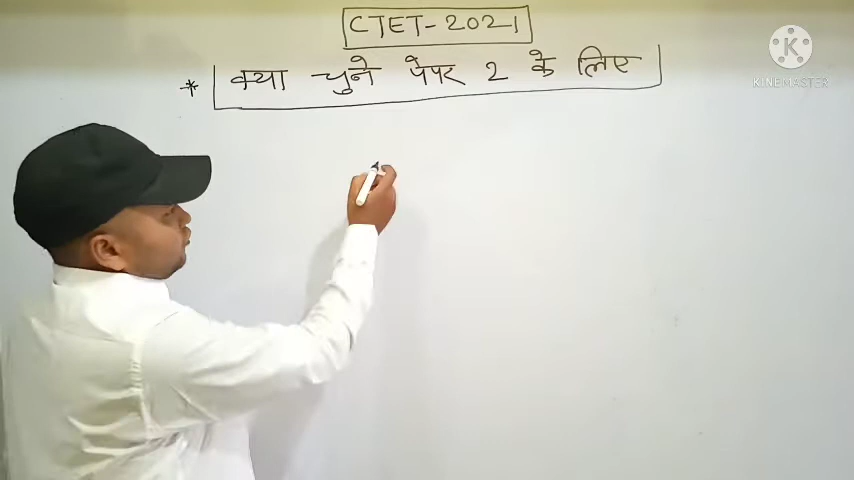 CTET-2021
* क्या चुने पेपर 2 के लिए
K
KINEMASTER